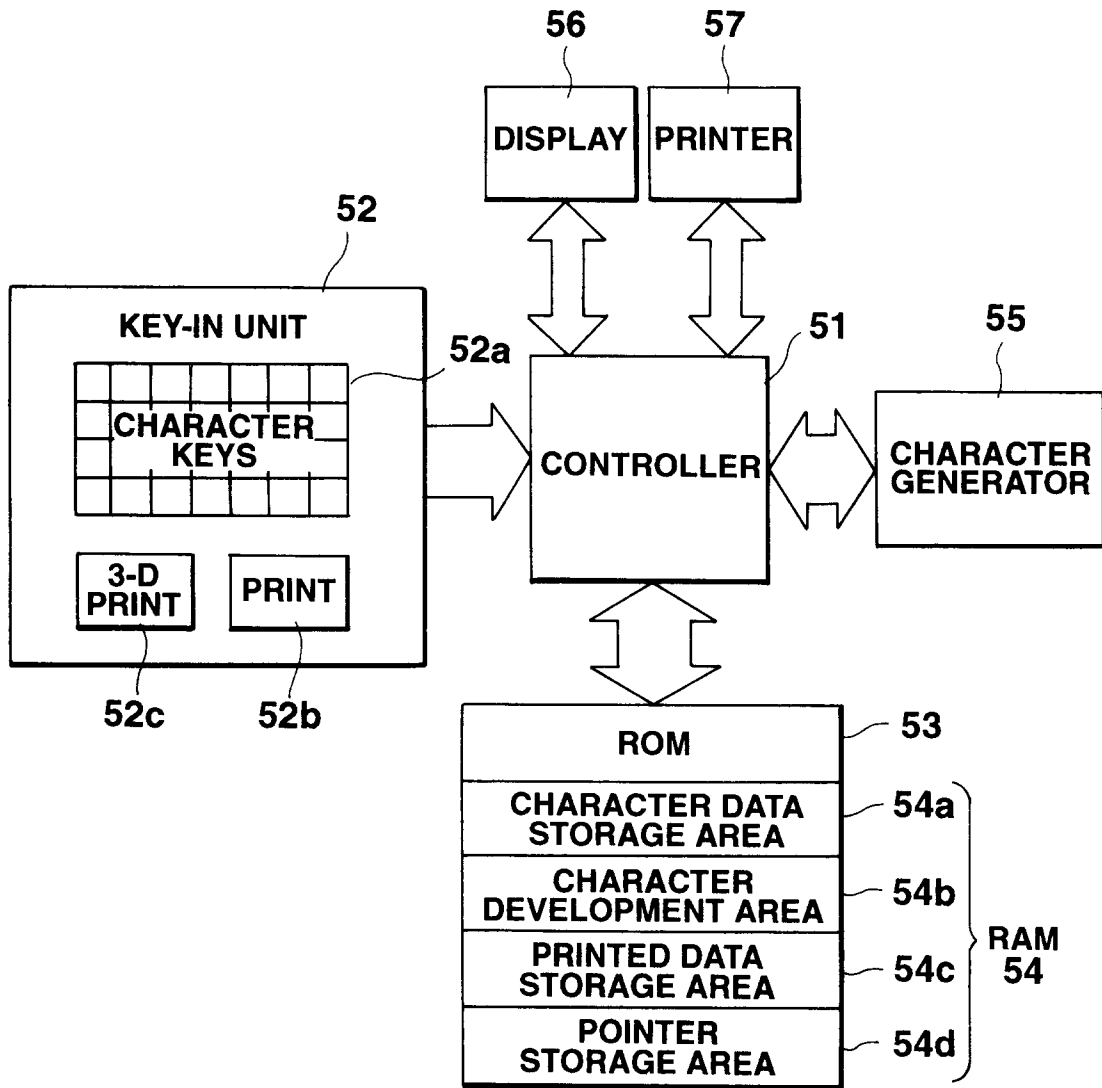 56
57
DISPLAY
PRINTER
52
KEY-IN UNIT
52a
CHARACTER
KEYS
3-D
PRINT
PRINT
52c
52b
51
CONTROLLER
55
CHARACTER
GENERATOR
ROM
53
CHARACTER DATA
STORAGE AREA
54a
CHARACTER
DEVELOPMENT AREA
54b
PRINTED DATA
STORAGE AREA
54c
POINTER
STORAGE AREA
54d
RAM
54